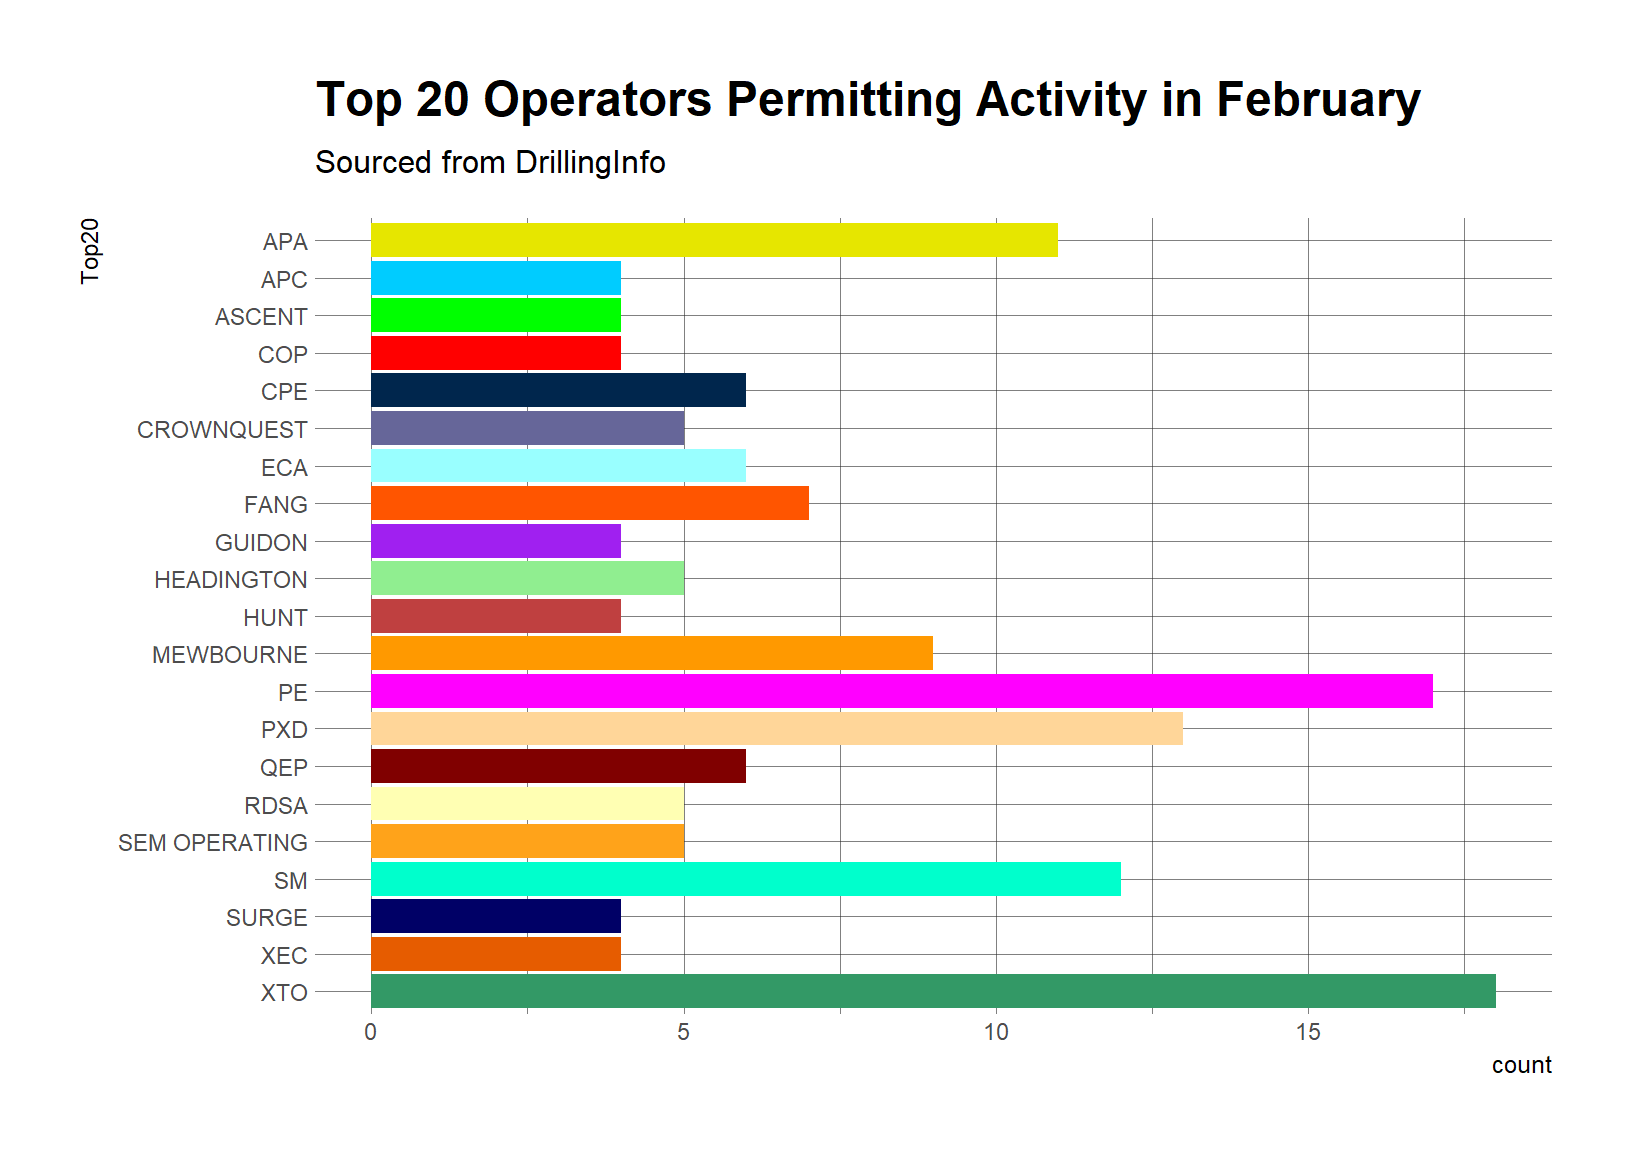 Top 20 Operators Permitting Activity in February
Sourced from DrillingInfo
Top20
APA
APC
ASCENT
COP
CPE
CROWNQUEST
ECA
FANG
GUIDON
HEADINGTON
HUNT
MEWBOURNE
PE
PXD
QEP
RDSA
SEM OPERATING
SM
SURGE
XEC
XTO
0 5 10 15
count